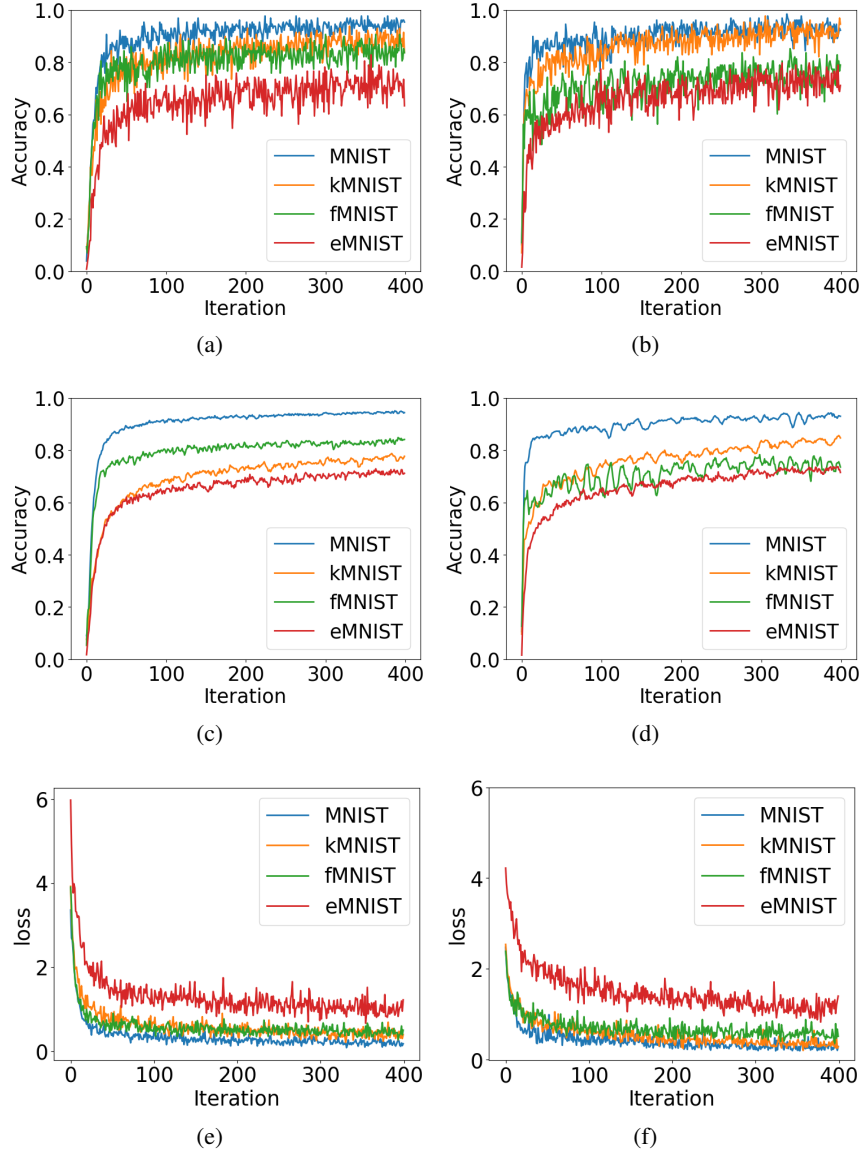 1.0
0.8
0.6
0.4
0.2
0.0
Accuracy
0 100 200 300 400
Iteration
MNIST
kMNIST
fMNIST
eMNIST
(a)
1.0
0.8
0.6
0.4
0.2
0.0
Accuracy
0 100 200 300 400
Iteration
MNIST
kMNIST
fMNIST
eMNIST
(b)
1.0
0.8
0.6
0.4
0.2
0.0
Accuracy
0 100 200 300 400
Iteration
MNIST
kMNIST
fMNIST
eMNIST
(c)
1.0
0.8
0.6
0.4
0.2
0.0
Accuracy
0 100 200 300 400
Iteration
MNIST
kMNIST
fMNIST
eMNIST
(d)
6
4
2
0
loss
0 100 200 300 400
Iteration
MNIST
kMNIST
fMNIST
eMNIST
(e)
6
4
2
0
loss
0 100 200 300 400
Iteration
MNIST
kMNIST
fMNIST
eMNIST
(f)